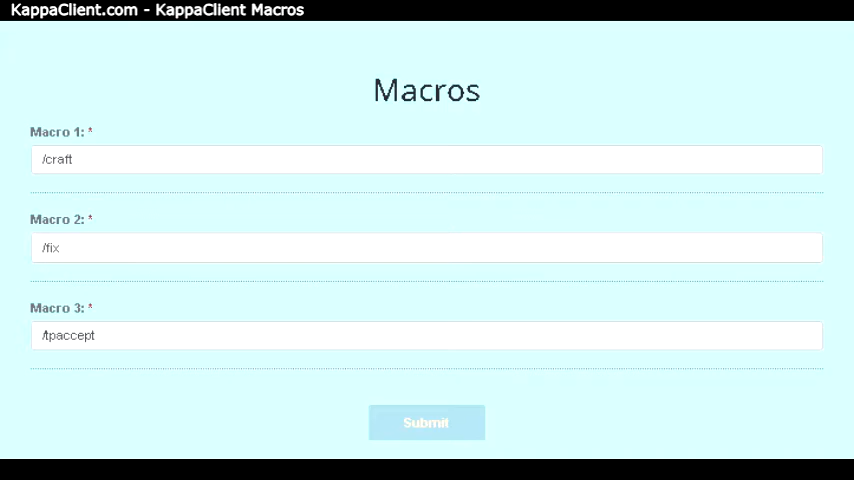 KappaClient.com - KappaClient Macros
Macros
Macro 1: *
/craft
Macro 2: *
/fix
Macro 3: *
/tpaccept
Submit